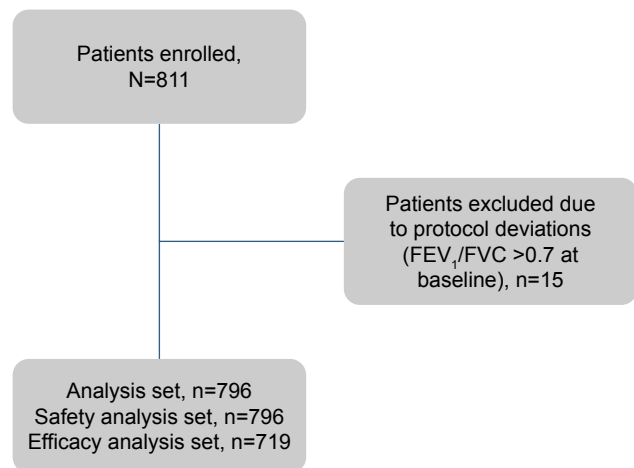 Patients enrolled,
N=811
Patients excluded due
to protocol deviations
(FEV₁/FVC >0.7 at
baseline), n=15
Analysis set, n=796
Safety analysis set, n=796
Efficacy analysis set, n=719